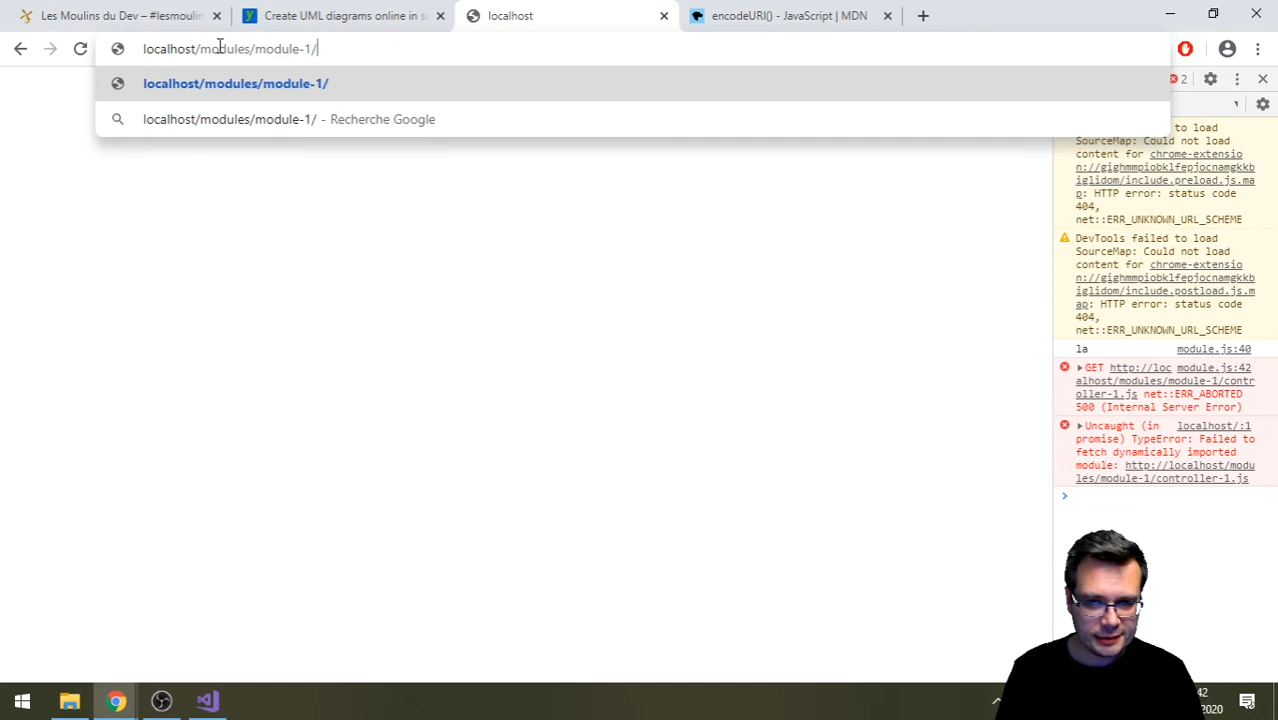 Les Moulins du Dev – #lesmoulin
Create UML diagrams online in s
localhost
encodeURI() - JavaScript | MDN
localhost/modules/module-1/
2
localhost/modules/module-1/
localhost/modules/module-1/ - Recherche Google
to load
SourceMap: Could not load
content for chrome-extensio
n://gighmmpiobklfepjocnamgkkb
iglidom/include.preload.js.ma
p: HTTP error: status code
404,
net::ERR_UNKNOWN_URL_SCHEME
DevTools failed to load
SourceMap: Could not load
content for chrome-extensio
n://gighmmpiobklfepjocnamgkkb
iglidom/include.postload.js.m
ap: HTTP error: status code
404,
net::ERR_UNKNOWN_URL_SCHEME
la module.js:40
GET http://loc module.js:42
alhost/modules/module-1/contr
oller-1.js net::ERR_ABORTED
500 (Internal Server Error)
Uncaught (in localhost/:1
promise) TypeError: Failed to
fetch dynamically imported
module: http://localhost/modu
les/module-1/controller-1.js
42
2020